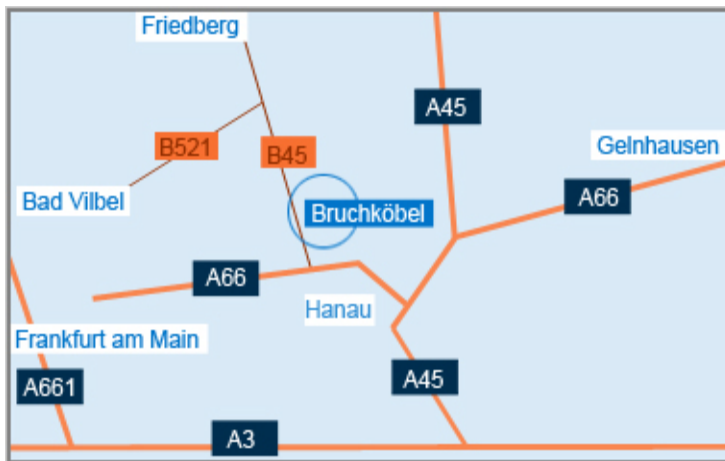 Friedberg
A45
B521
B45
Gelnhausen
Bad Vilbel
Bruchköbel
A66
A66
Hanau
Frankfurt am Main
A661
A45
A3